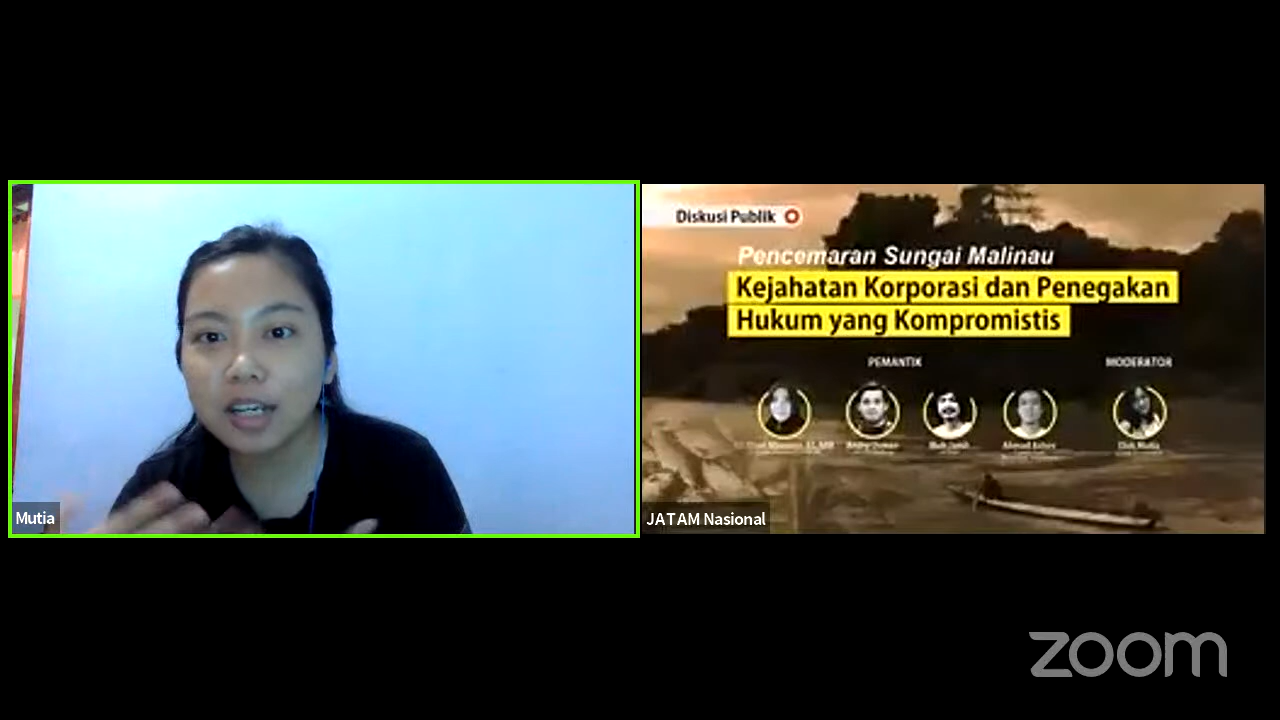 Mutia
Diskusi Publik
Pencemaran Sungai Malinau
Kejahatan Korporasi dan Penegakan
Hukum yang Kompromistis
PEMANTIK
MODERATOR
JATAM Nasional
zoom